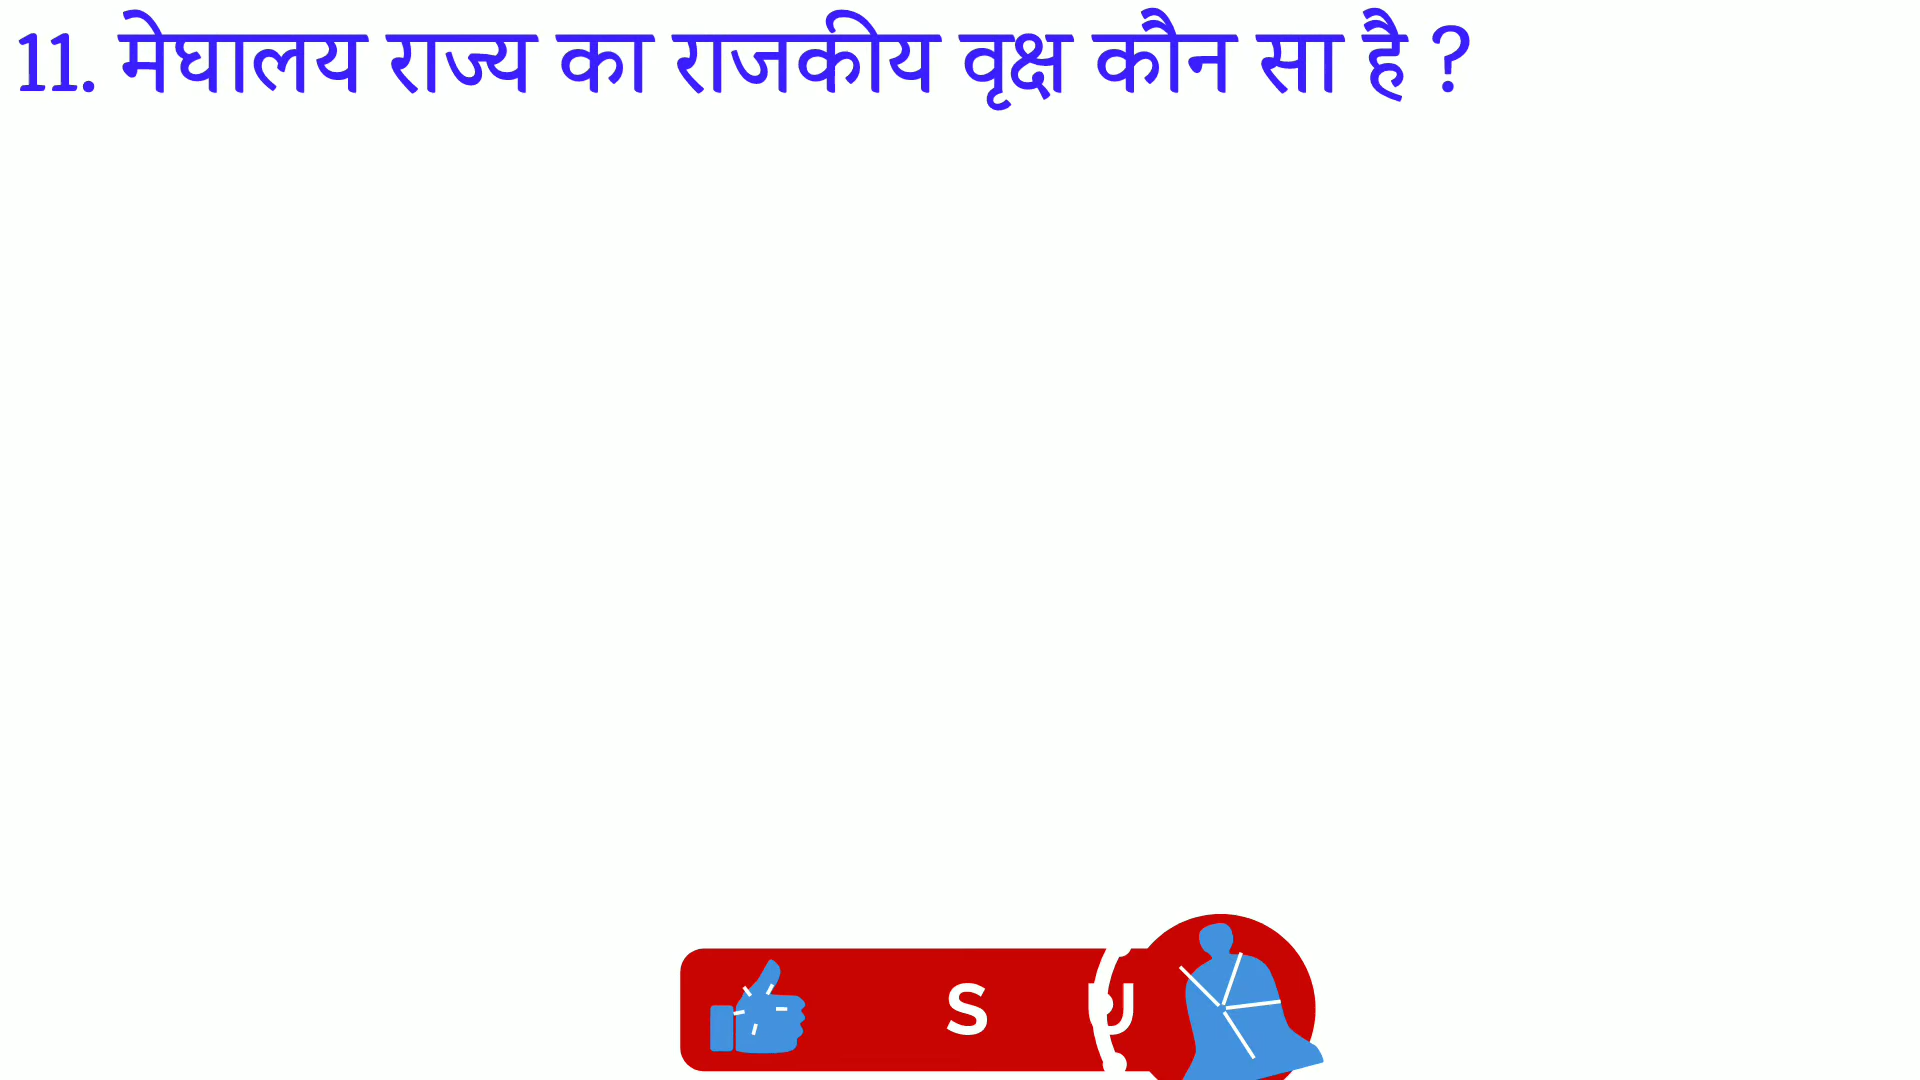 11. मेघालय राज्य का राजकीय वृक्ष कौन सा है ?
S U